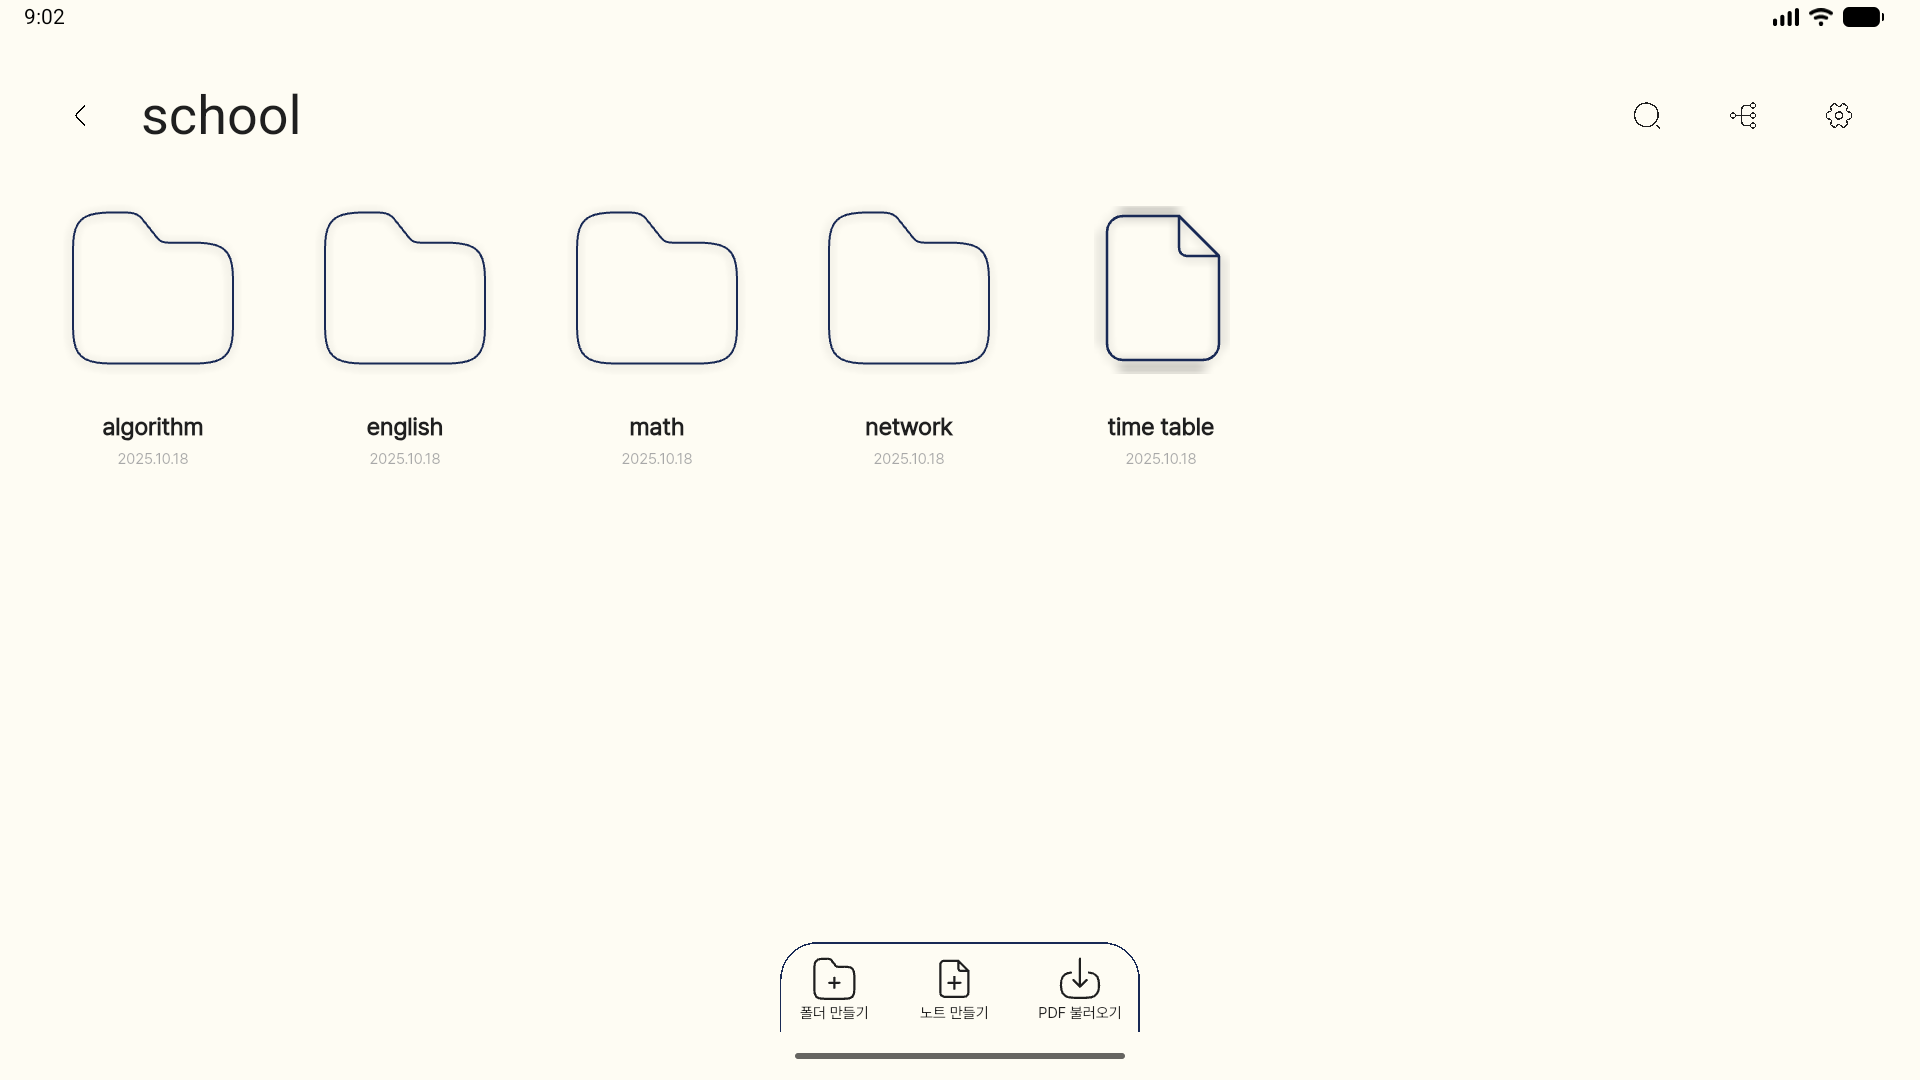 9:02
school
algorithm
2025.10.18
english
2025.10.18
math
2025.10.18
network
2025.10.18
time table
2025.10.18
폴더 만들기
노트 만들기
PDF 불러오기